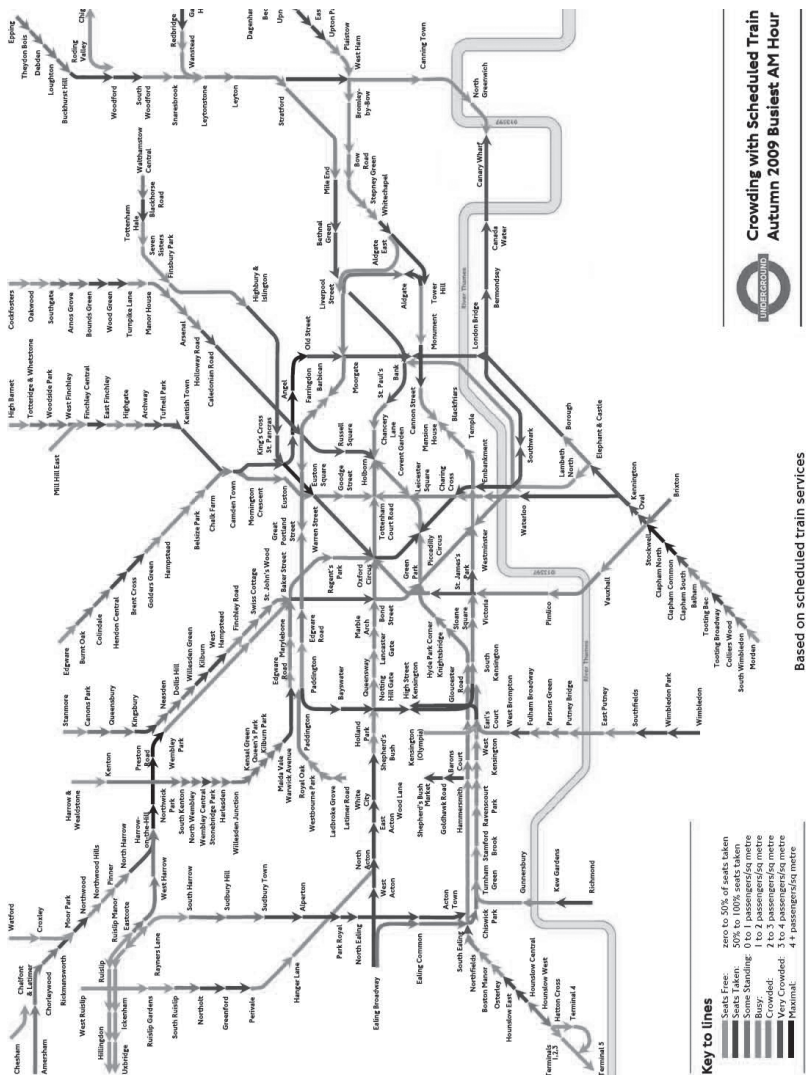 Crowding with Scheduled Train
Autumn 2009 Busiest AM Hour
UNDERGROUND
Based on scheduled train services
Key to lines
Seats Free: zero to 50% of seats taken
Seats Taken: 50% to 100% seats taken
Some Standing: 0 to 1 passengers/sq metre
Busy: 1 to 2 passengers/sq metre
Crowded: 2 to 3 passengers/sq metre
Very Crowded: 3 to 4 passengers/sq metre
Maximal: 4+ passengers/sq metre
Chesham
Chalfont
& Latimer
Amersham
Chorleywood
Rickmansworth
Watford
Croxley
Moor Park
Northwood
Northwood Hills
Pinner
North Harrow
Harrow-
on-the-Hill
West Ruislip
Hillingdon
Uxbridge
Ickenham
Ruislip
Ruislip Manor
Eastcote
Rayners Lane
West Harrow
Ruislip Gardens
South Ruislip
Northolt
Greenford
Perivale
Hanger Lane
South Harrow
Sudbury Hill
Sudbury Town
Alperton
Park Royal
North Ealing
Ealing Broadway
Ealing Common
West
Acton
North
Acton
East
Acton
White
City
Wood Lane
Latimer Road
Ladbroke Grove
Westbourne Park
Royal Oak
Shepherd's Bush
Market
Goldhawk Road
Hammersmith
Shepherd's
Bush
Holland
Park
Kensington
(Olympia)
Barons
Court
West
Kensington
Earl's
Court
Acton
Town
Chiswick
Park
Turnham
Green
Stamford
Brook
Ravenscourt
Park
Gunnersbury
Kew Gardens
Richmond
South Ealing
Northfields
Boston Manor
Osterley
Hounslow East
Hounslow Central
Hounslow West
Hatton Cross
Terminals
1,2,3
Terminal 4
Terminal 5
Harrow &
Wealdstone
Kenton
Preston
Road
Northwick
Park
South Kenton
North Wembley
Wembley Central
Stonebridge Park
Harlesden
Willesden Junction
Kensal Green
Queen's Park
Kilburn Park
Maida Vale
Warwick Avenue
Wembley
Park
Stanmore
Canons Park
Queensbury
Kingsbury
Neasden
Dollis Hill
Willesden Green
Kilburn
West
Hampstead
Finchley Road
Swiss Cottage
St. John's Wood
Baker Street
Marylebone
Edgware
Road
Paddington
Edgware
Road
Paddington
Bayswater
Queensway
Notting
Hill Gate
High Street
Kensington
Lancaster
Gate
Marble
Arch
Bond
Street
Hyde Park Corner
Knightsbridge
Gloucester
Road
South
Kensington
Sloane
Square
West Brompton
Fulham Broadway
Parsons Green
Putney Bridge
East Putney
Southfields
Wimbledon Park
Wimbledon
Edgware
Burnt Oak
Colindale
Hendon Central
Brent Cross
Golders Green
Hampstead
Belsize Park
Chalk Farm
Camden Town
Mornington
Crescent
Euston
High Barnet
Totteridge & Whetstone
Woodside Park
West Finchley
Mill Hill East
Finchley Central
East Finchley
Highgate
Archway
Tufnell Park
Kentish Town
Cockfosters
Oakwood
Southgate
Arnos Grove
Bounds Green
Wood Green
Turnpike Lane
Manor House
Arsenal
Holloway Road
Caledonian Road
King's Cross
St. Pancras
Tottenham
Hale
Seven
Sisters
Finsbury Park
Walthamstow
Central
Blackhorse
Road
Highbury &
Islington
Angel
Old Street
Great
Portland
Street
Warren Street
Euston
Square
Goodge
Street
Russell
Square
Farringdon
Barbican
Moorgate
Liverpool
Street
Regent's
Park
Oxford
Circus
Tottenham
Court Road
Holborn
Chancery
Lane
St. Paul's
Bank
Covent Garden
Leicester
Square
Piccadilly
Circus
Green
Park
Charing
Cross
Cannon Street
Mansion
House
Blackfriars
Temple
Embankment
Westminster
St. James's
Park
Victoria
Monument
Tower
Hill
Aldgate
Aldgate
East
River Thames
Pimlico
Vauxhall
Waterloo
Southwark
Lambeth
North
Elephant & Castle
Borough
London Bridge
Bermondsey
Canada
Water
Canary Wharf
North
Greenwich
Canning Town
Kennington
Oval
Stockwell
Brixton
Clapham North
Clapham Common
Clapham South
Balham
Tooting Bec
Tooting Broadway
Colliers Wood
South Wimbledon
Morden
River Thames
Epping
Theydon Bois
Debden
Loughton
Buckhurst Hill
Chig
Roding
Valley
Woodford
South
Woodford
Snaresbrook
Redbridge
Wanstead
Ga
H
Leytonstone
Leyton
Stratford
Mile End
Bethnal
Green
Dagenhar
Bec
Upn
Eas
Upton P
Plaistow
West Ham
Bromley-
by-Bow
Bow
Road
Stepney Green
Whitechapel